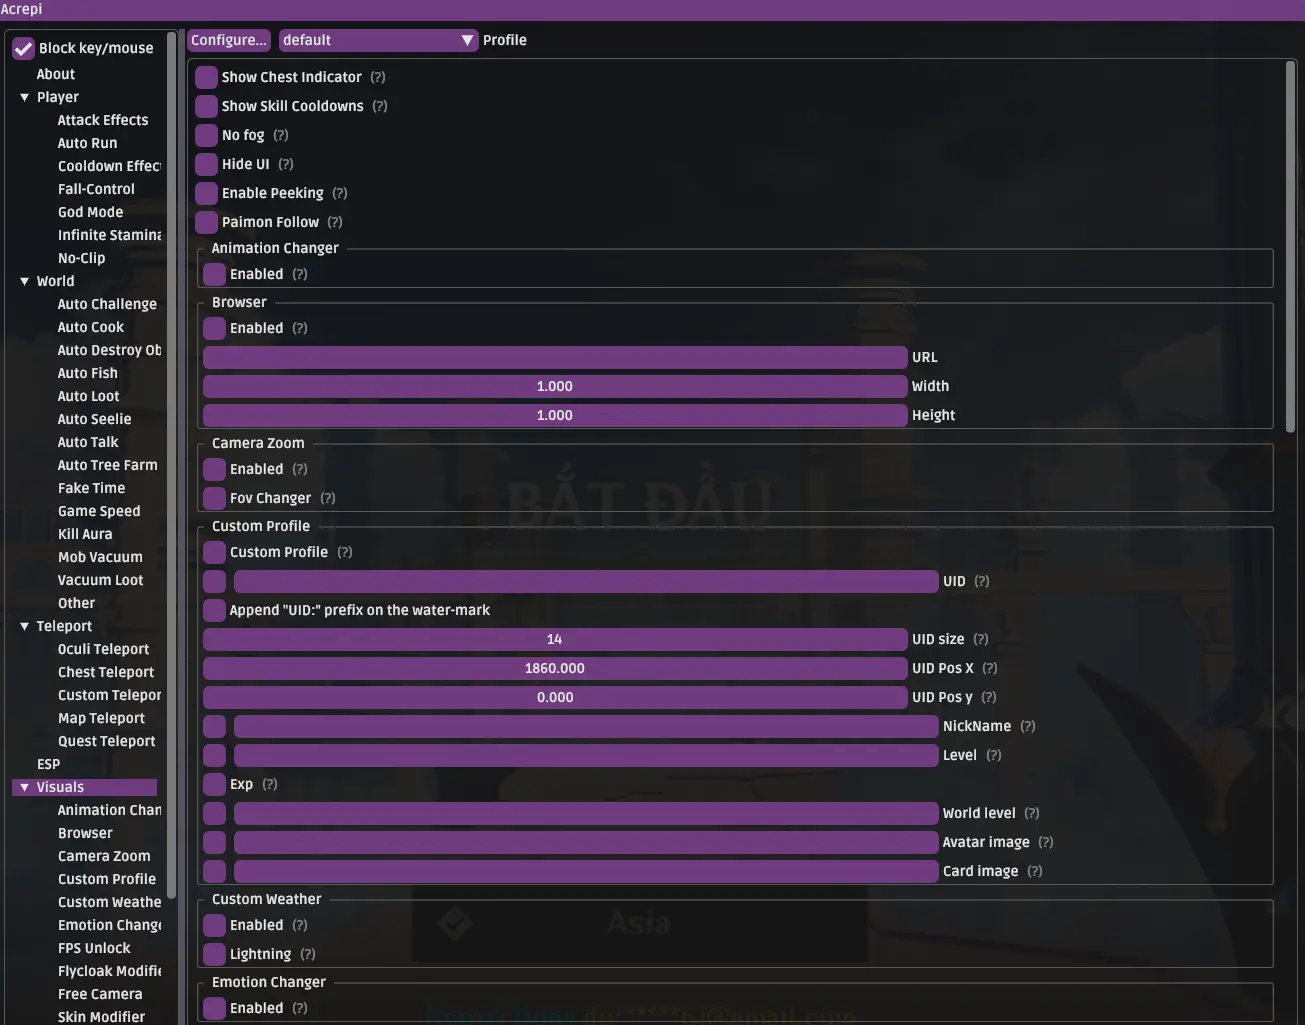 Acrepi
Block key/mouse
About
▼ Player
Attack Effects
Auto Run
Cooldown Effec
Fall-Control
God Mode
Infinite Stamina
No-Clip
▼ World
Auto Challenge
Auto Cook
Auto Destroy Ob
Auto Fish
Auto Loot
Auto Seelie
Auto Talk
Auto Tree Farm
Fake Time
Game Speed
Kill Aura
Mob Vacuum
Vacuum Loot
Other
▼ Teleport
Oculi Teleport
Chest Teleport
Custom Telepor
Map Teleport
Quest Teleport
ESP
▼ Visuals
Animation Chan
Browser
Camera Zoom
Custom Profile
Custom Weathe
Emotion Change
FPS Unlock
Flycloak Modifie
Free Camera
Skin Modifier
Configure... default ▼ Profile
Show Chest Indicator (?)
Show Skill Cooldowns (?)
No fog (?)
Hide UI (?)
Enable Peeking (?)
Paimon Follow (?)
Animation Changer
Enabled (?)
Browser
Enabled (?)
URL
1.000 Width
1.000 Height
Camera Zoom
Enabled (?)
Fov Changer (?)
BẮT ĐẦU
Custom Profile
Custom Profile (?)
UID (?)
Append "UID:" prefix on the water-mark
14 UID size (?)
1860.000 UID Pos X (?)
0.000 UID Pos y (?)
NickName (?)
Level (?)
Exp (?)
World level (?)
Avatar image (?)
Card image (?)
Custom Weather
Asia
Enabled (?)
Lightning (?)
Emotion Changer
Enabled (?)